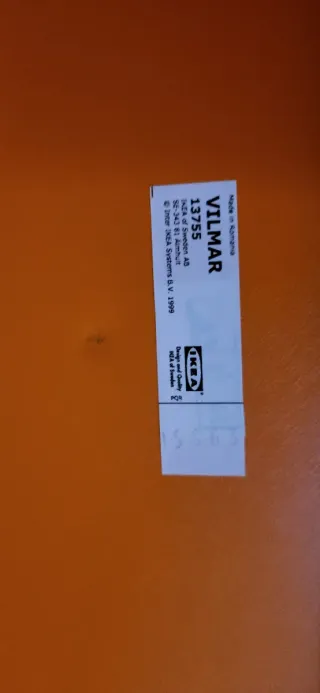 Made in Romania
VILMAR
13755
IKEA of Sweden AB
SE-343 81 Älmhult
© Inter IKEA Systems B.V. 1999
IKEA®
Design and Quality
IKEA of Sweden